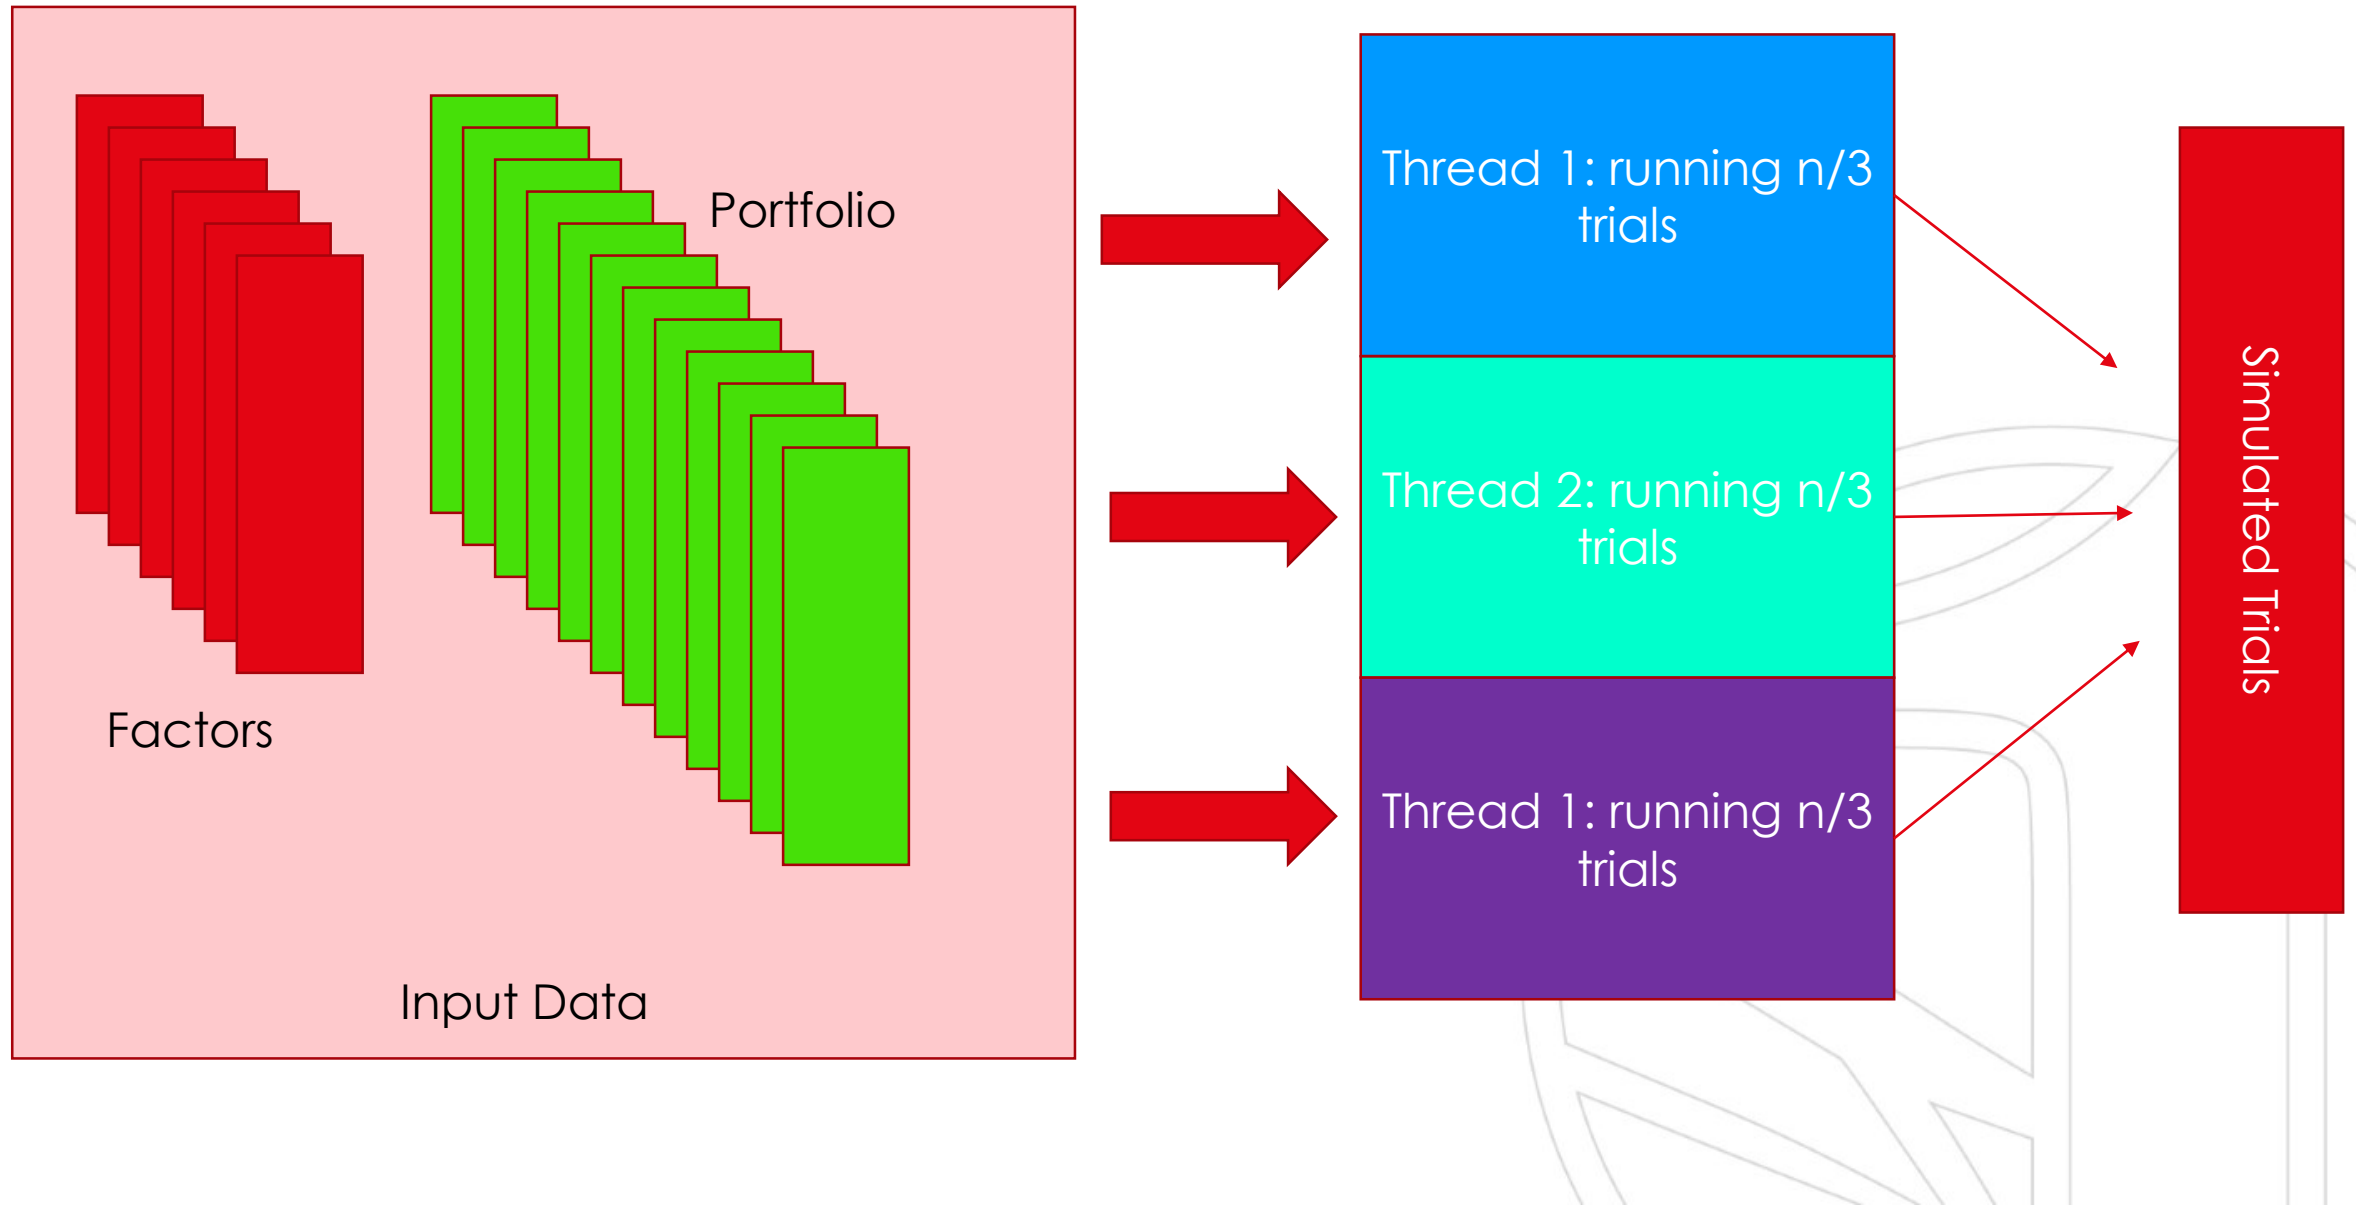 Portfolio
Factors
Input Data
Thread 1: running n/3
trials
Thread 2: running n/3
trials
Thread 1: running n/3
trials
Simulated Trials